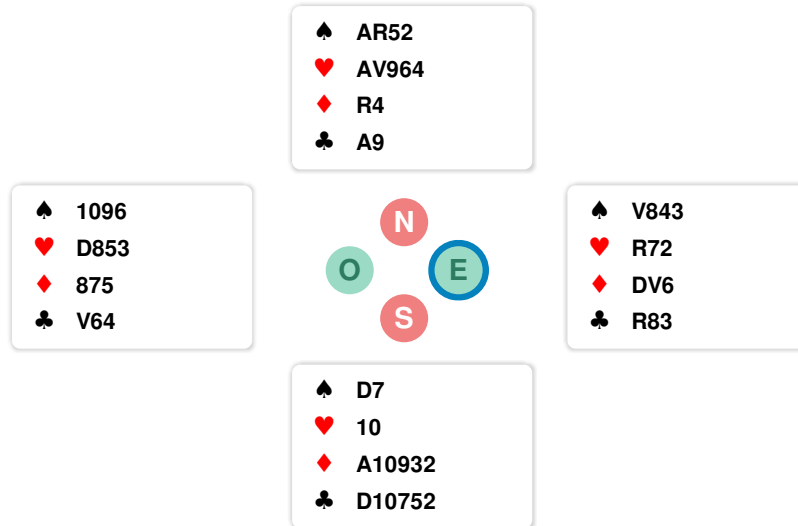 ♠ AR52
♥ AV964
♦ R4
♣ A9
♠ 1096
♥ D853
♦ 875
♣ V64
N
O
E
S
♠ V843
♥ R72
♦ DV6
♣ R83
♠ D7
♥ 10
♦ A10932
♣ D10752